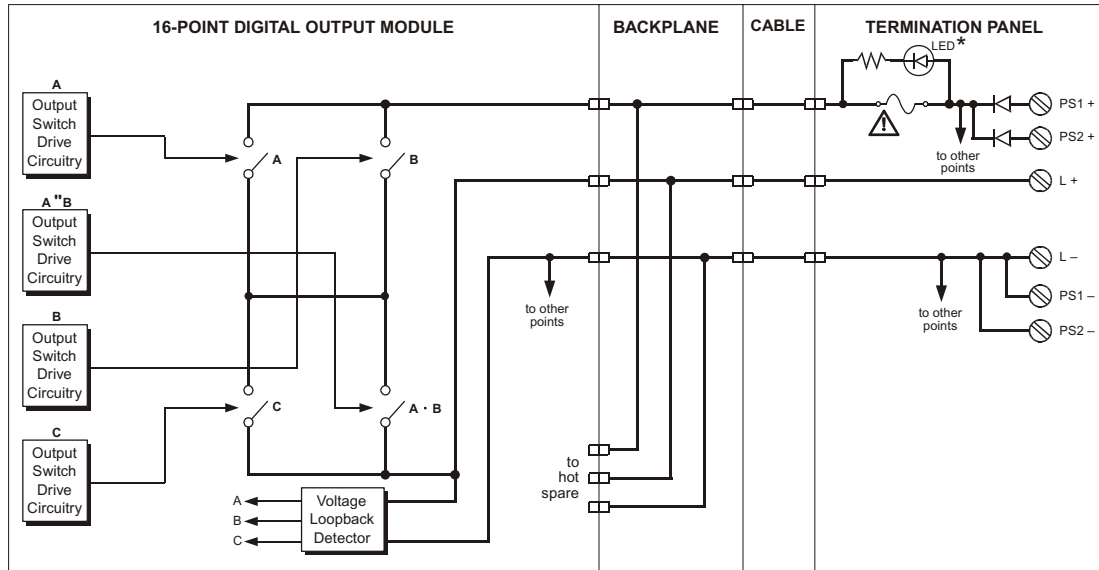 16-POINT DIGITAL OUTPUT MODULE
BACKPLANE
CABLE
TERMINATION PANEL
LED*
A
Output
Switch
Drive
Circuitry
A
B
PS1 +
PS2 +
to other
points
L +
A "B
Output
Switch
Drive
Circuitry
L –
to other
points
to other
points
PS1 –
PS2 –
B
Output
Switch
Drive
Circuitry
C
A · B
C
Output
Switch
Drive
Circuitry
to
hot
spare
A
B
C
Voltage
Loopback
Detector